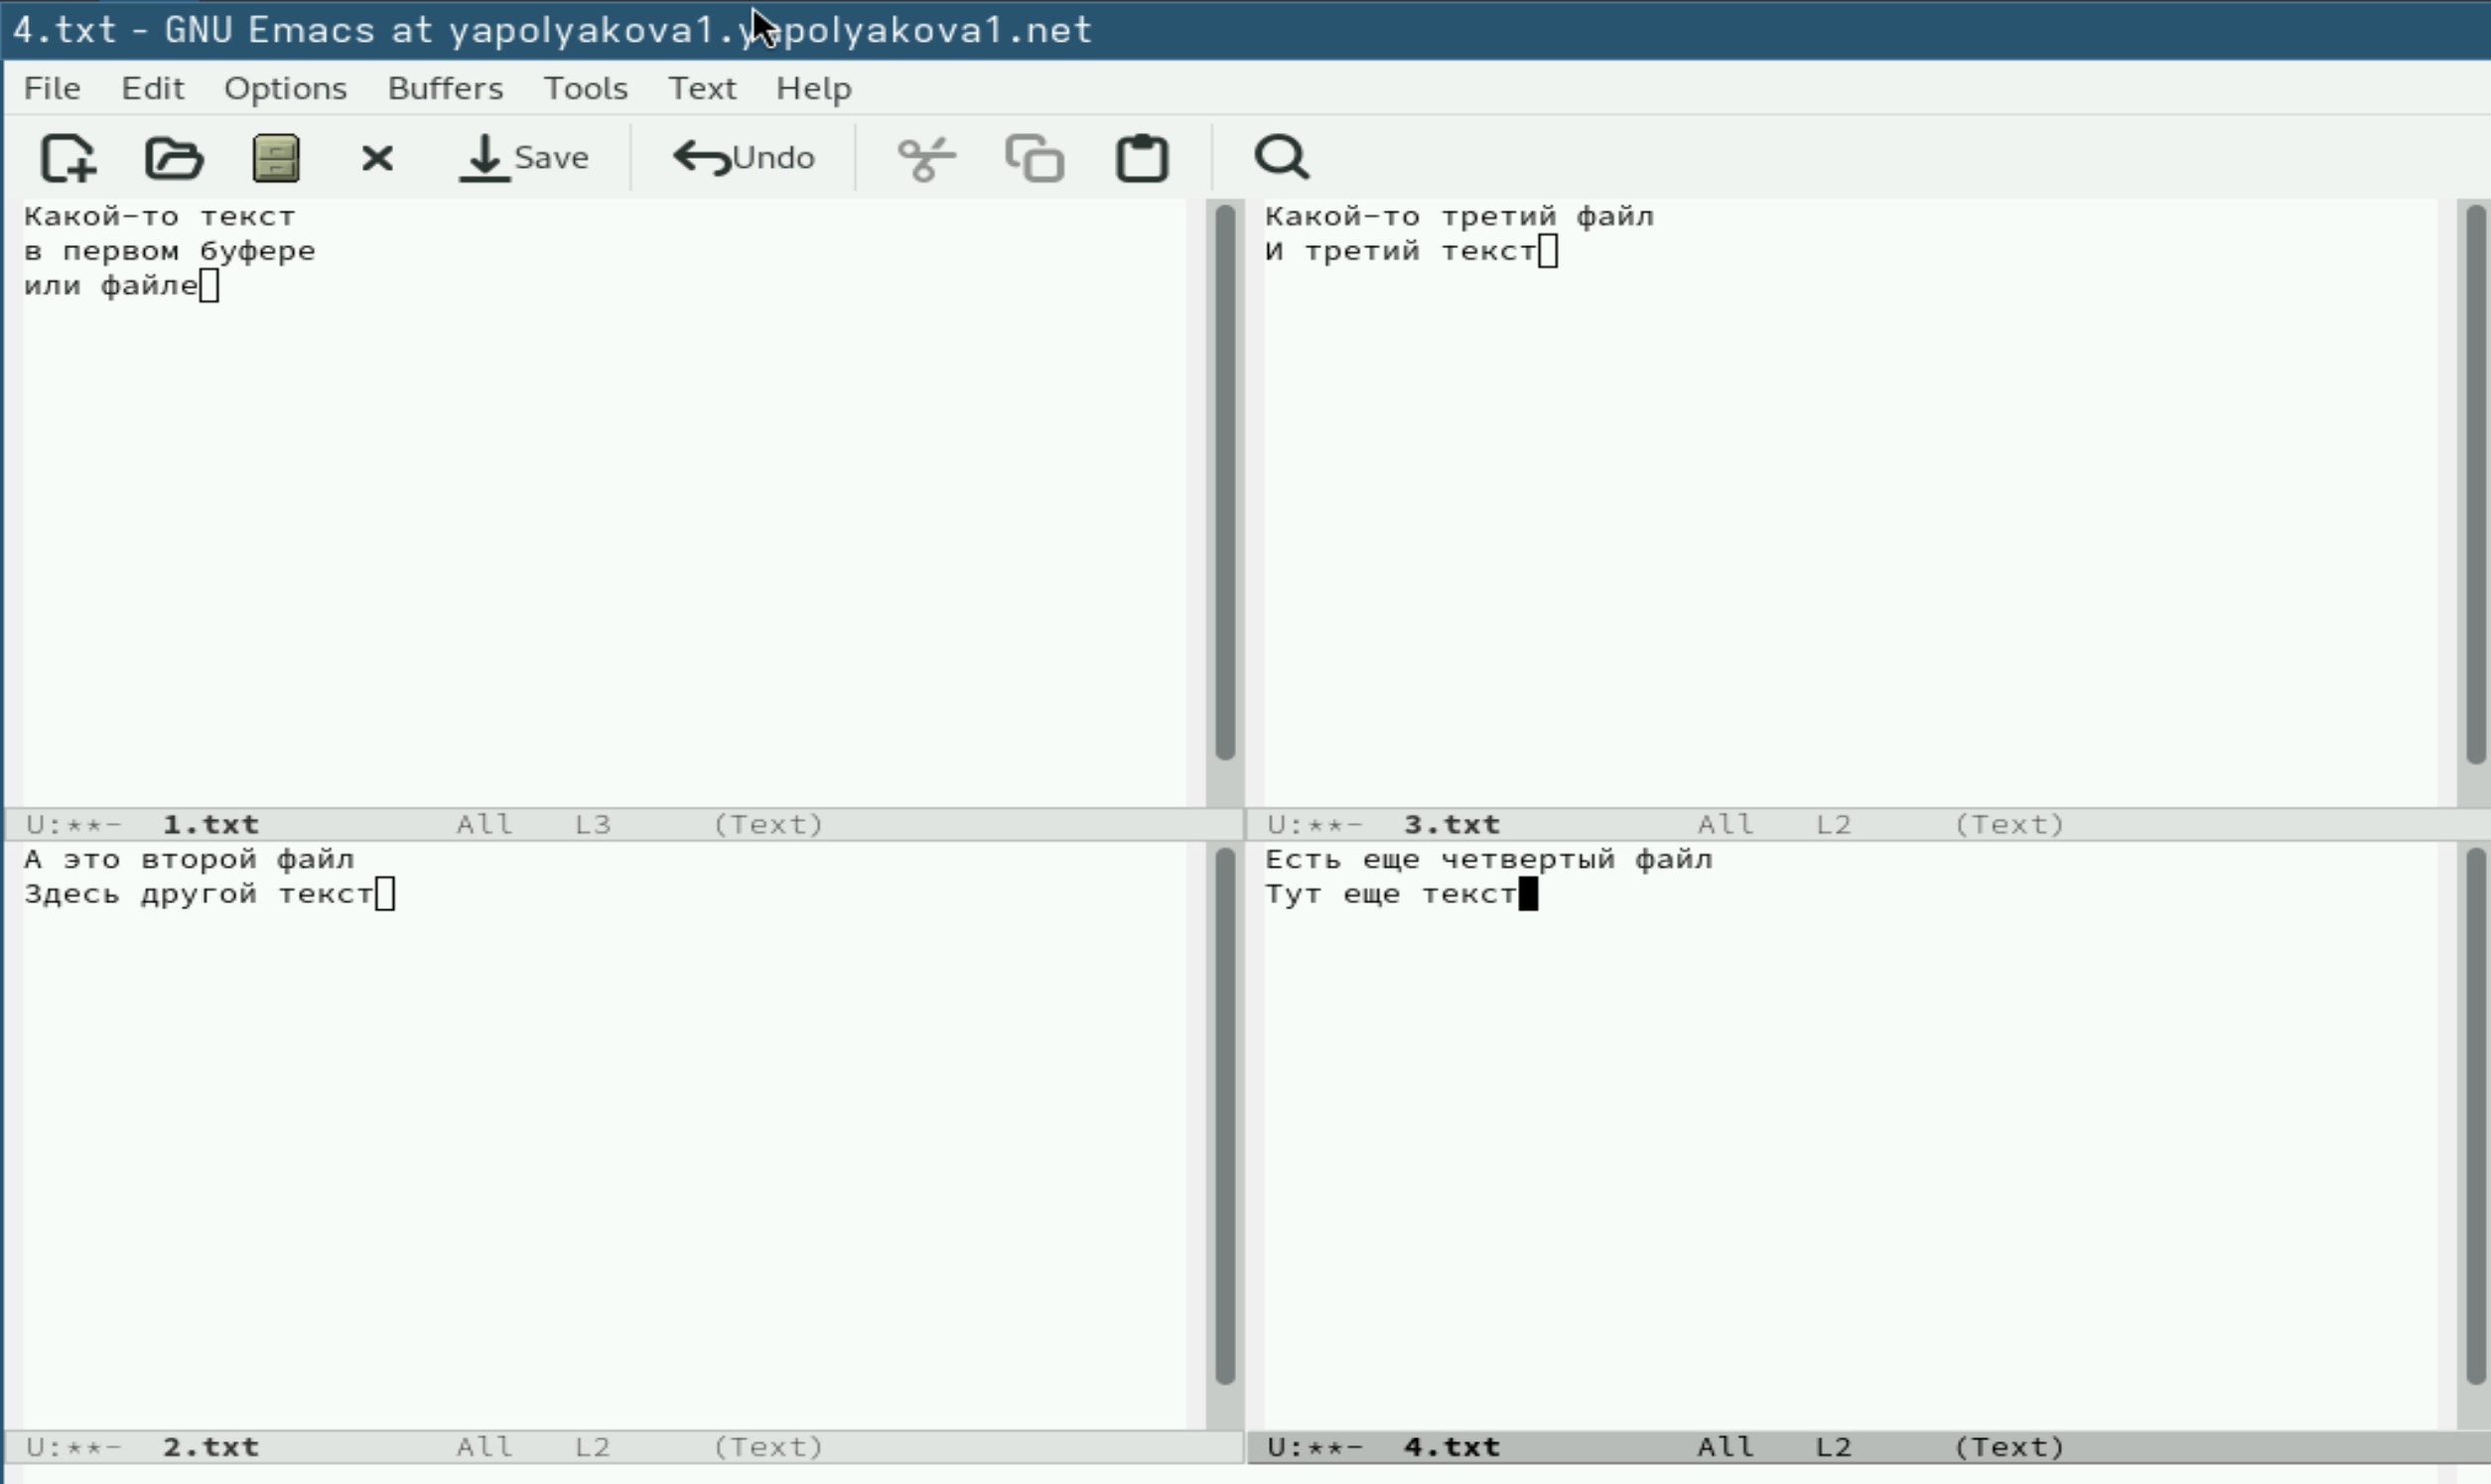 4.txt - GNU Emacs at yapolyakova1.yapolyakova1.net
File Edit Options Buffers Tools Text Help
Save Undo
Какой-то текст
в первом буфере
или файле
U:**- 1.txt All L3 (Text)
Какой-то третий файл
И третий текст
U:**- 3.txt All L2 (Text)
А это второй файл
Здесь другой текст
U:**- 2.txt All L2 (Text)
Есть еще четвертый файл
Тут еще текст
U:**- 4.txt All L2 (Text)